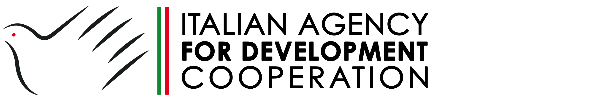 ITALIAN AGENCY
FOR DEVELOPMENT
COOPERATION